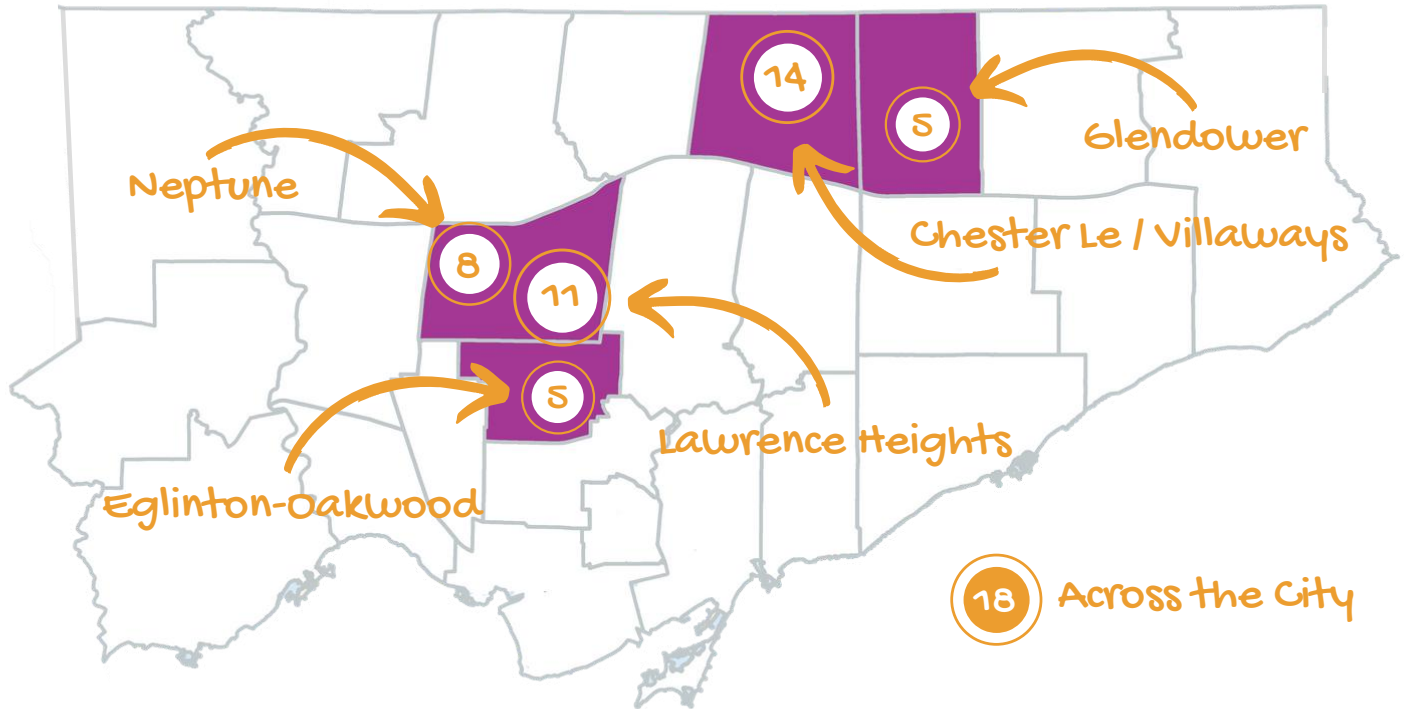 14
5
Glendower
Neptune
Chester Le / Villaways
8
11
5
Lawrence Heights
Eglinton-Oakwood
18 Across the City